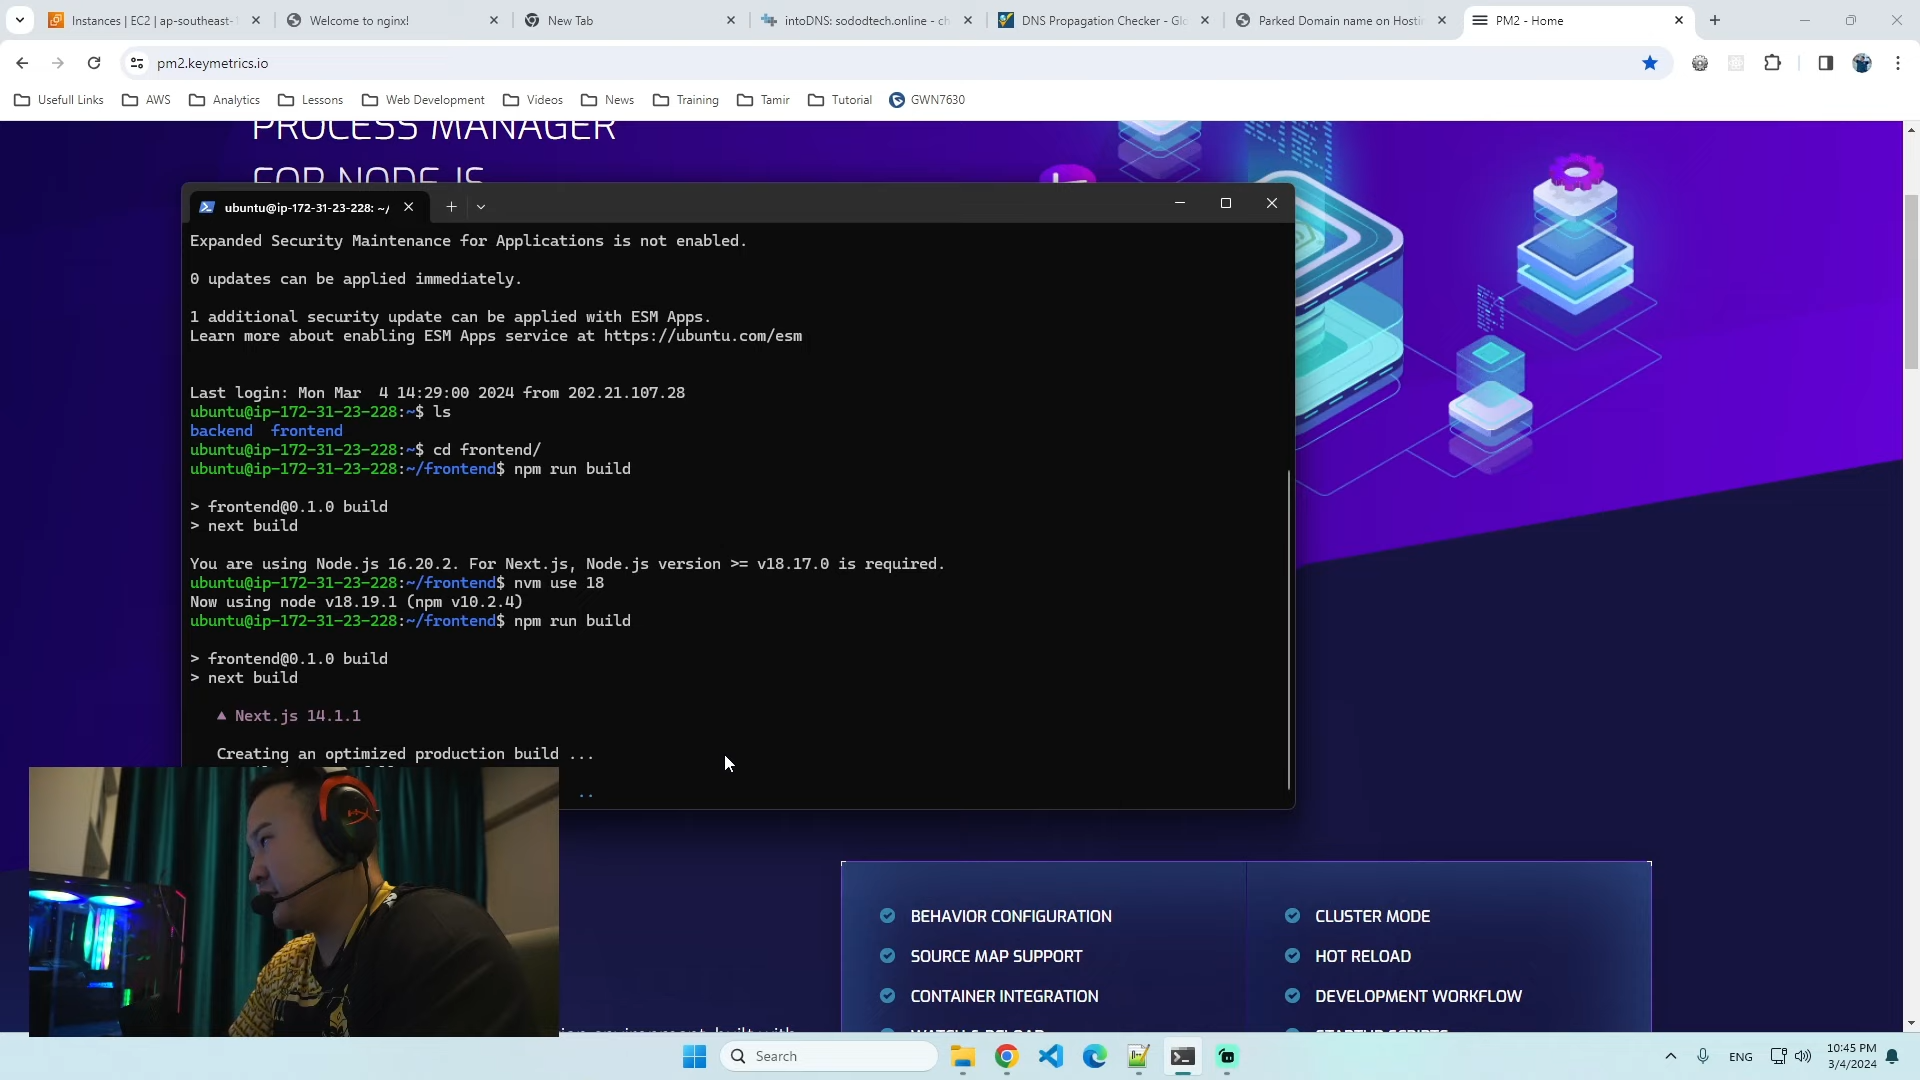 Instances | EC2 | ap-southeast-
Welcome to nginx!
New Tab
intoDNS: sododtech.online - ch
DNS Propagation Checker - Glo
Parked Domain name on Hostin
PM2 - Home
pm2.keymetrics.io
Usefull Links
AWS
Analytics
Lessons
Web Development
Videos
News
Training
Tamir
Tutorial
GWN7630
PROCESS MANAGER
FOR NODE.JS
ubuntu@ip-172-31-23-228: ~/
Expanded Security Maintenance for Applications is not enabled.
0 updates can be applied immediately.
1 additional security update can be applied with ESM Apps.
Learn more about enabling ESM Apps service at https://ubuntu.com/esm
Last login: Mon Mar  4 14:29:00 2024 from 202.21.107.28
ubuntu@ip-172-31-23-228:~$ ls
backend  frontend
ubuntu@ip-172-31-23-228:~$ cd frontend/
ubuntu@ip-172-31-23-228:~/frontend$ npm run build
> frontend@0.1.0 build
> next build
You are using Node.js 16.20.2. For Next.js, Node.js version >= v18.17.0 is required.
ubuntu@ip-172-31-23-228:~/frontend$ nvm use 18
Now using node v18.19.1 (npm v10.2.4)
ubuntu@ip-172-31-23-228:~/frontend$ npm run build
> frontend@0.1.0 build
> next build
▲ Next.js 14.1.1
Creating an optimized production build ...
..
BEHAVIOR CONFIGURATION
CLUSTER MODE
SOURCE MAP SUPPORT
HOT RELOAD
CONTAINER INTEGRATION
DEVELOPMENT WORKFLOW
WATCH & RELOAD
STARTUP SCRIPTS
environment, built with
Search
ENG
10:45 PM
3/4/2024